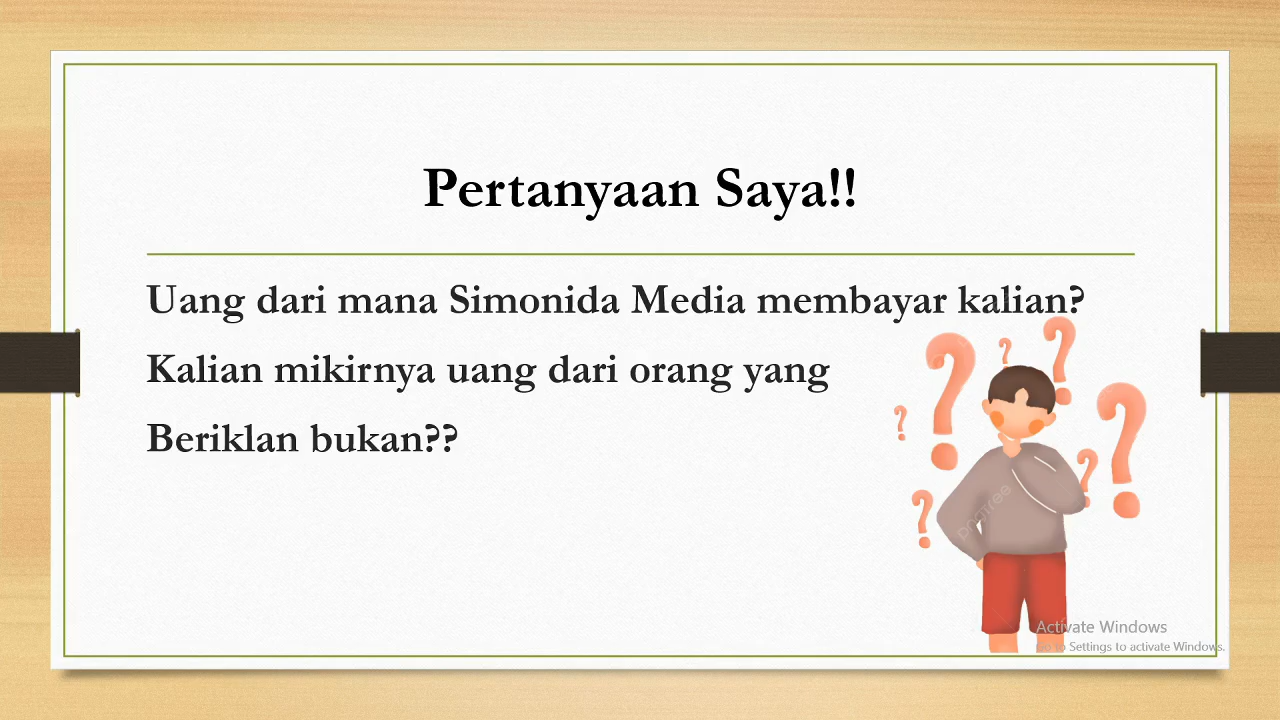 Pertanyaan Saya!!
Uang dari mana Simonida Media membayar kalian?
Kalian mikirnya uang dari orang yang
Beriklan bukan??
pngtree
Activate Windows
Go to Settings to activate Windows.